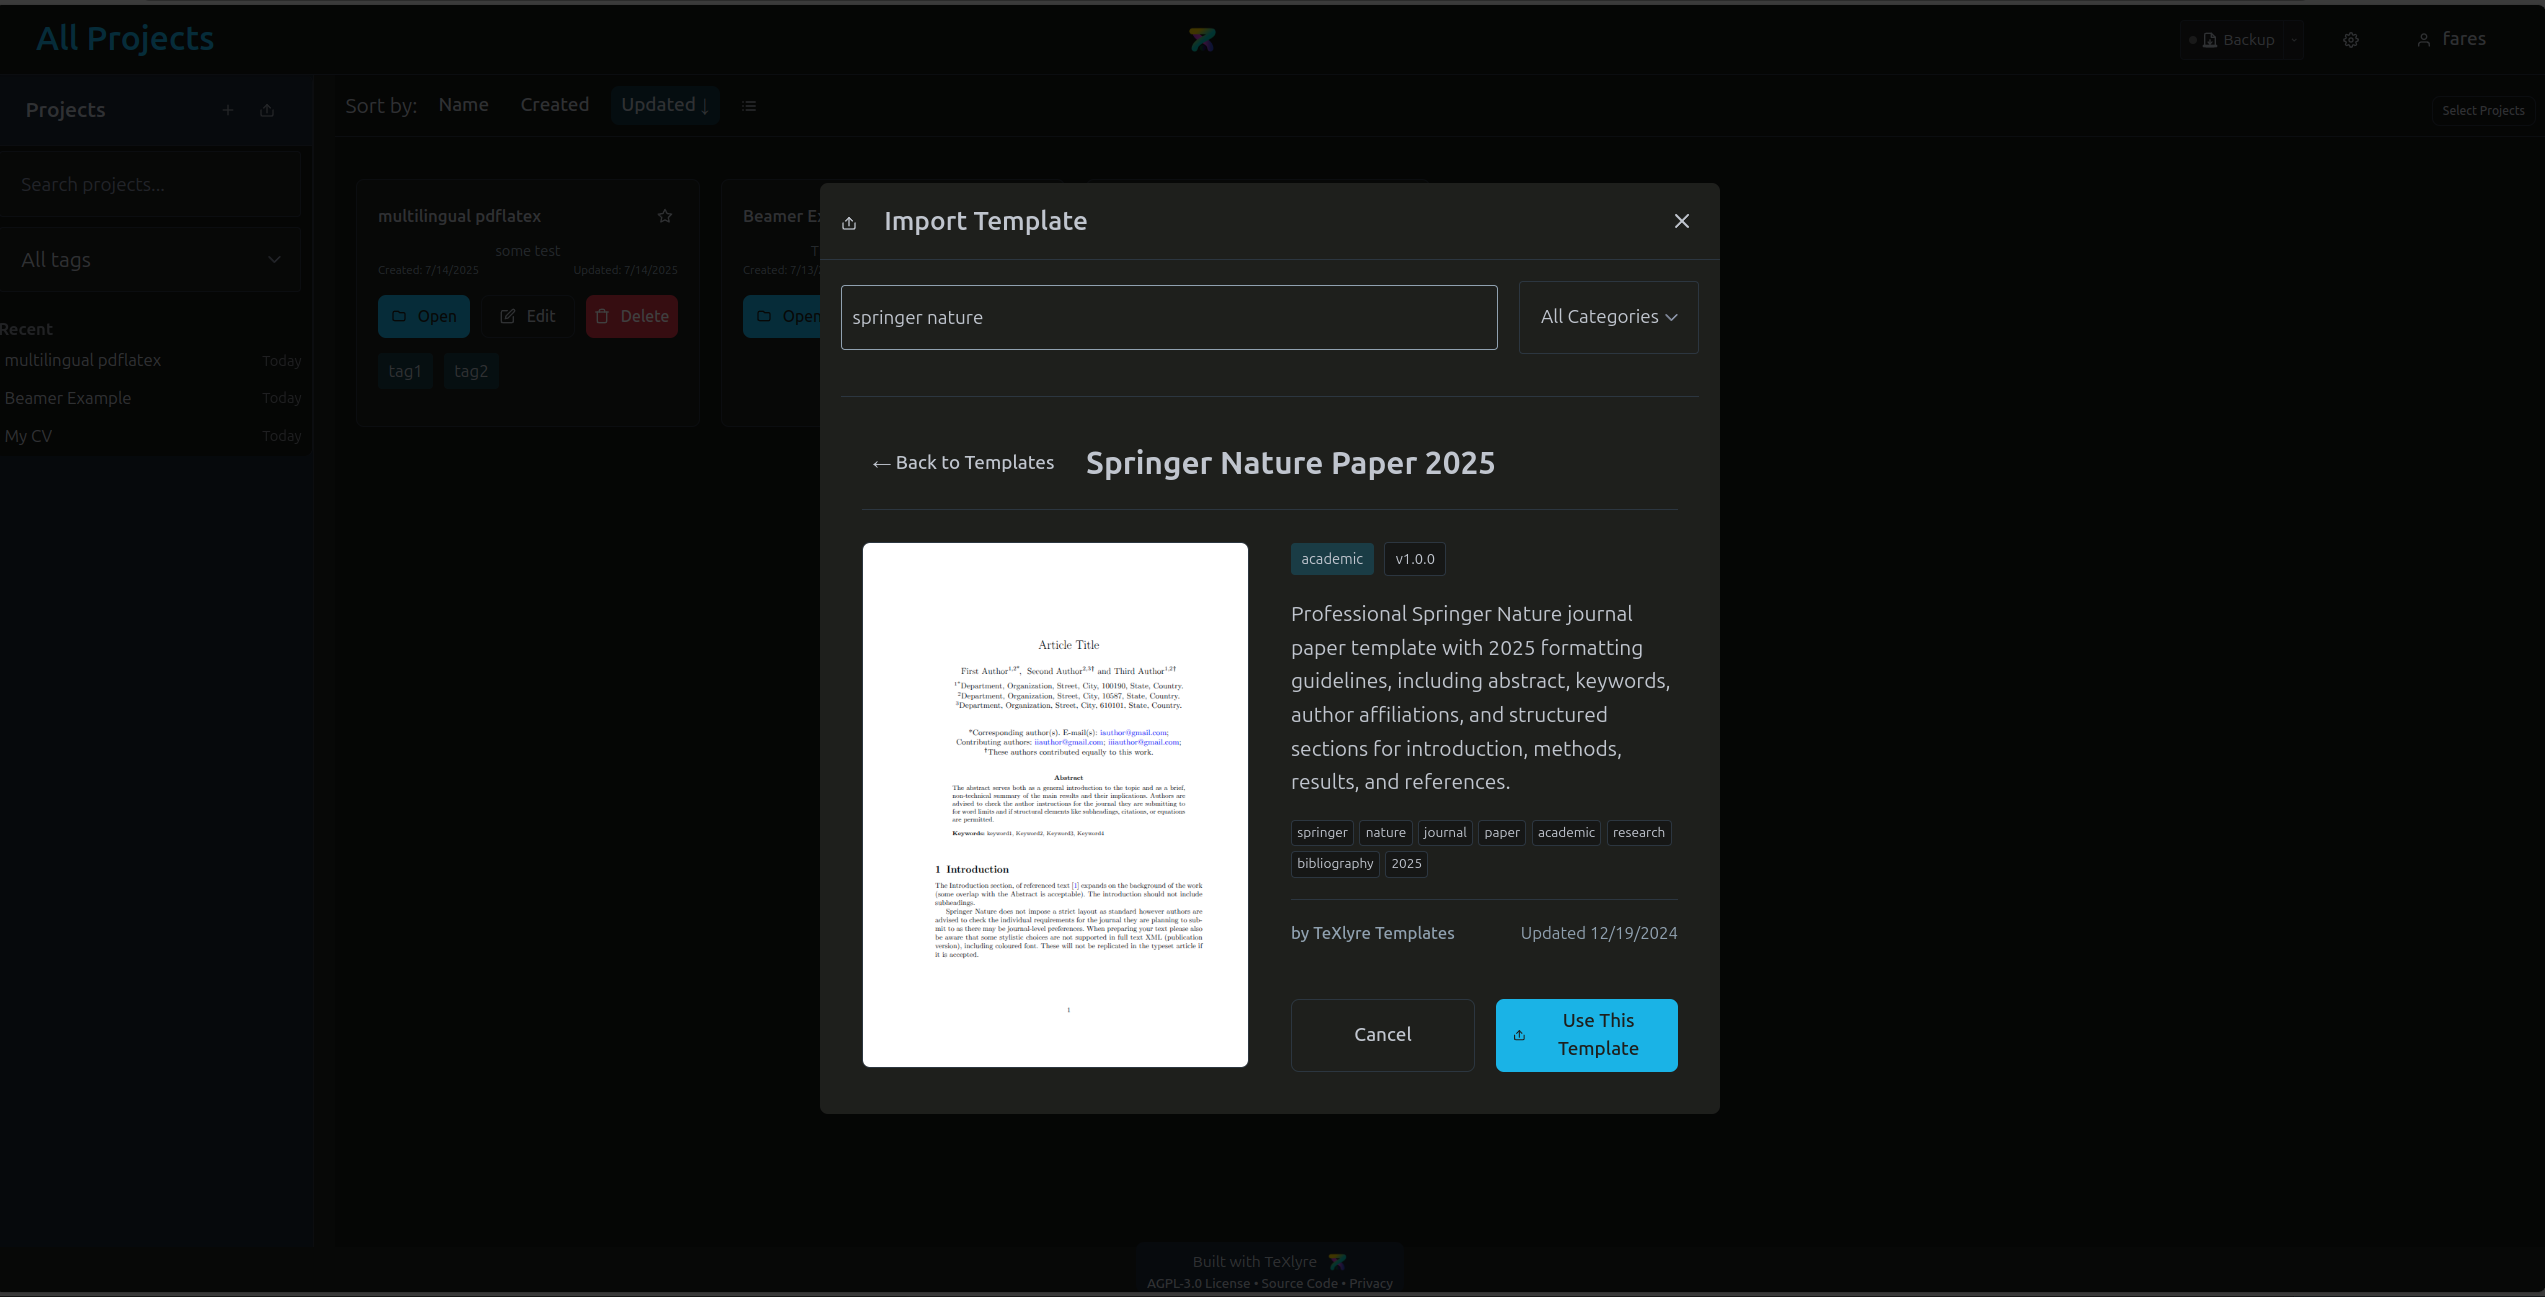 All Projects
Backup
fares
Projects
Sort by: Name Created Updated ↓
Select Projects
Search projects...
All tags
Recent
multilingual pdflatex Today
Beamer Example Today
My CV Today
multilingual pdflatex
some test
Created: 7/14/2025 Updated: 7/14/2025
Open Edit Delete
tag1 tag2
Beamer Ex
T
Created: 7/13/2
Open
Import Template
springer nature
All Categories
← Back to Templates
Springer Nature Paper 2025
Article Title
First Author1,2*, Second Author2,3† and Third Author1,2†
1*Department, Organization, Street, City, 100190, State, Country.
2Department, Organization, Street, City, 10587, State, Country.
3Department, Organization, Street, City, 610101, State, Country.
*Corresponding author(s). E-mail(s): iauthor@gmail.com;
Contributing authors: iiauthor@gmail.com; iiiauthor@gmail.com;
†These authors contributed equally to this work.
Abstract
The abstract serves both as a general introduction to the topic and as a brief,
non-technical summary of the main results and their implications. Authors are
advised to check the author instructions for the journal they are submitting to
for word limits and if structural elements like subheadings, citations, or equations
are permitted.
Keywords: keyword1, Keyword2, Keyword3, Keyword4
1 Introduction
The Introduction section, of referenced text [1] expands on the background of the work
(some overlap with the Abstract is acceptable). The introduction should not include
subheadings.
Springer Nature does not impose a strict layout as standard however authors are
advised to check the individual requirements for the journal they are planning to sub-
mit to as there may be journal-level preferences. When preparing your text please also
be aware that some stylistic choices are not supported in full text XML (publication
version), including coloured font. These will not be replicated in the typeset article if
it is accepted.
1
academic v1.0.0
Professional Springer Nature journal
paper template with 2025 formatting
guidelines, including abstract, keywords,
author affiliations, and structured
sections for introduction, methods,
results, and references.
springer nature journal paper academic research
bibliography 2025
by TeXlyre Templates Updated 12/19/2024
Cancel
Use This
Template
Built with TeXlyre
AGPL-3.0 License • Source Code • Privacy